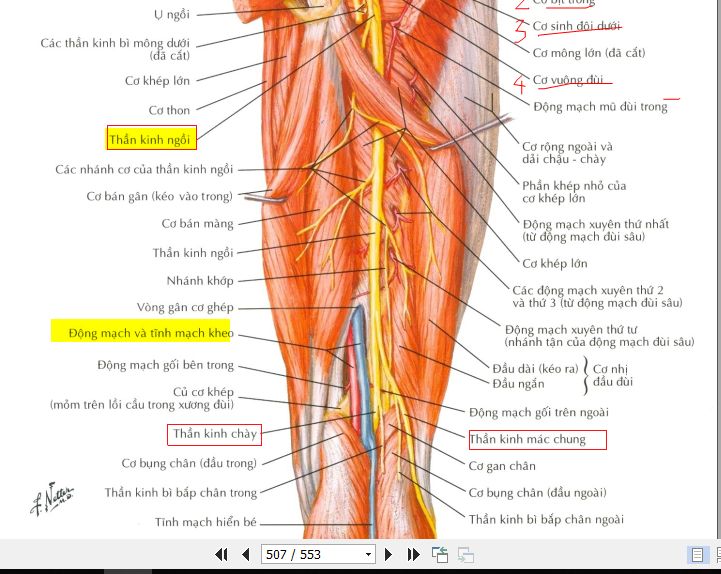 Ụ ngồi
Các thần kinh bì mông dưới
(đã cắt)
Cơ khép lớn
Cơ thon
Thần kinh ngồi
Các nhánh cơ của thần kinh ngồi
Cơ bán gân (kéo vào trong)
Cơ bán màng
Thần kinh ngồi
Nhánh khớp
Vòng gân cơ ghép
Động mạch và tĩnh mạch kheo
Động mạch gối bên trong
Củ cơ khép
(mỏm trên lồi cầu trong xương đùi)
Thần kinh chày
Cơ bụng chân (đầu trong)
Thần kinh bì bắp chân trong
Tĩnh mạch hiển bé
2 Cơ bịt trong
3 Cơ sinh đôi dưới
Cơ mông lớn (đã cắt)
4 Cơ vuông đùi
Động mạch mũ đùi trong
Cơ rộng ngoài và
dải chậu - chày
Phần khép nhỏ của
cơ khép lớn
Động mạch xuyên thứ nhất
(từ động mạch đùi sâu)
Cơ khép lớn
Các động mạch xuyên thứ 2
và thứ 3 (từ động mạch đùi sâu)
Động mạch xuyên thứ tư
(nhánh tận của động mạch đùi sâu)
Đầu dài (kéo ra)
Đầu ngắn
Cơ nhị
đầu đùi
Động mạch gối trên ngoài
Thần kinh mác chung
Cơ gan chân
Cơ bụng chân (đầu ngoài)
Thần kinh bì bắp chân ngoài
F. Netter
M.D.
507 / 553